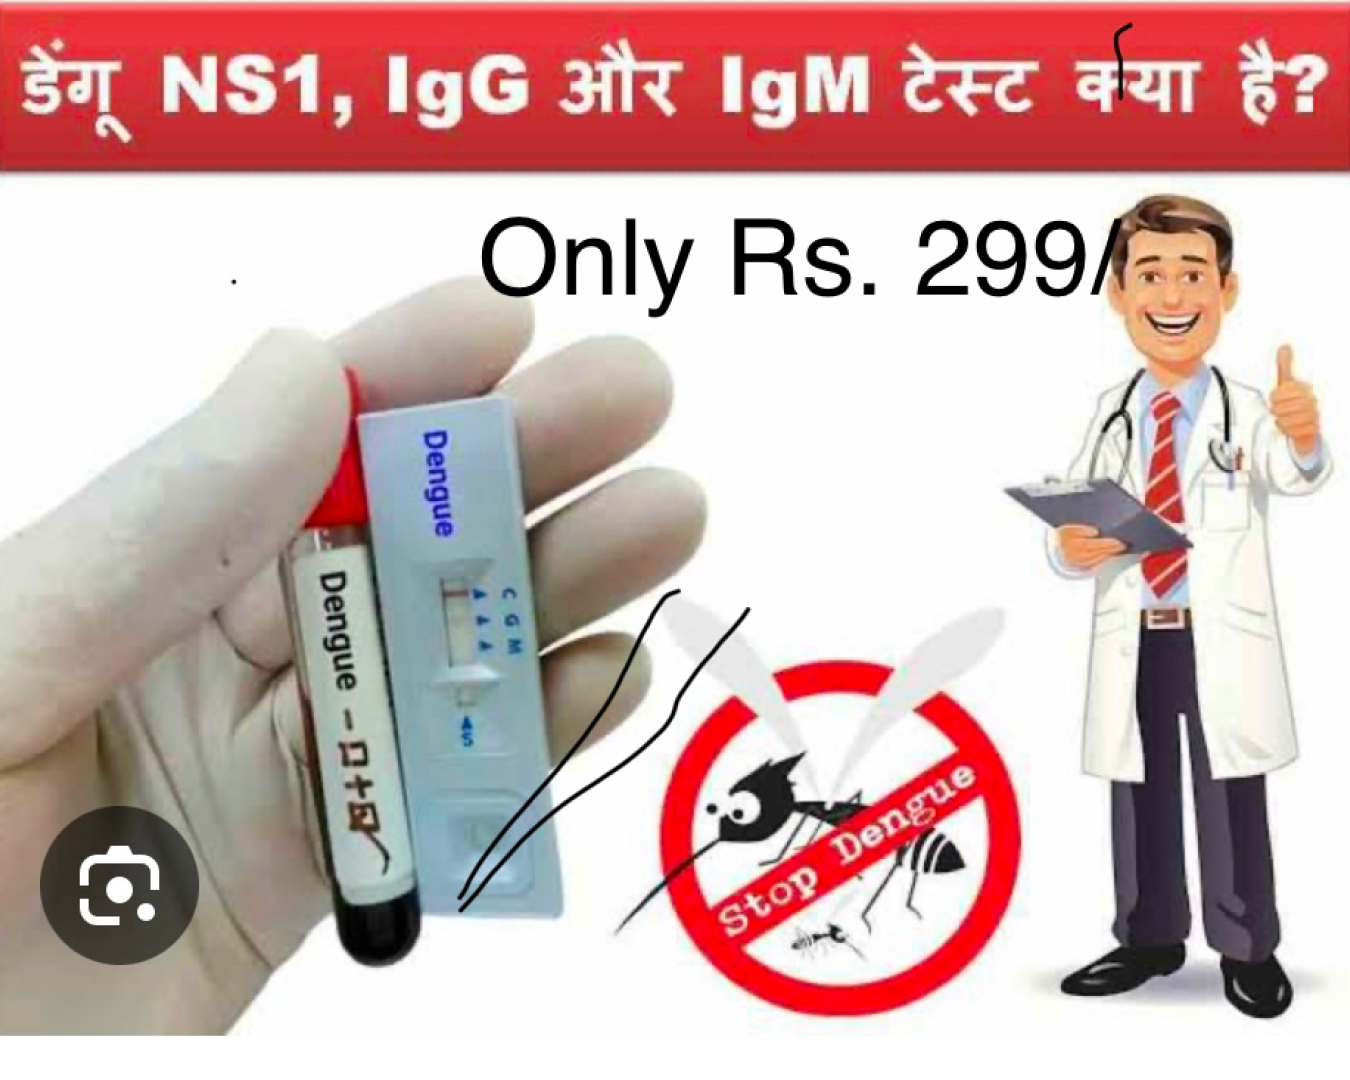 डेंगू NS1, IgG और IgM टेस्ट क्या है?
Only Rs. 299/
Dengue
C G M
S
Dengue -
Stop Dengue